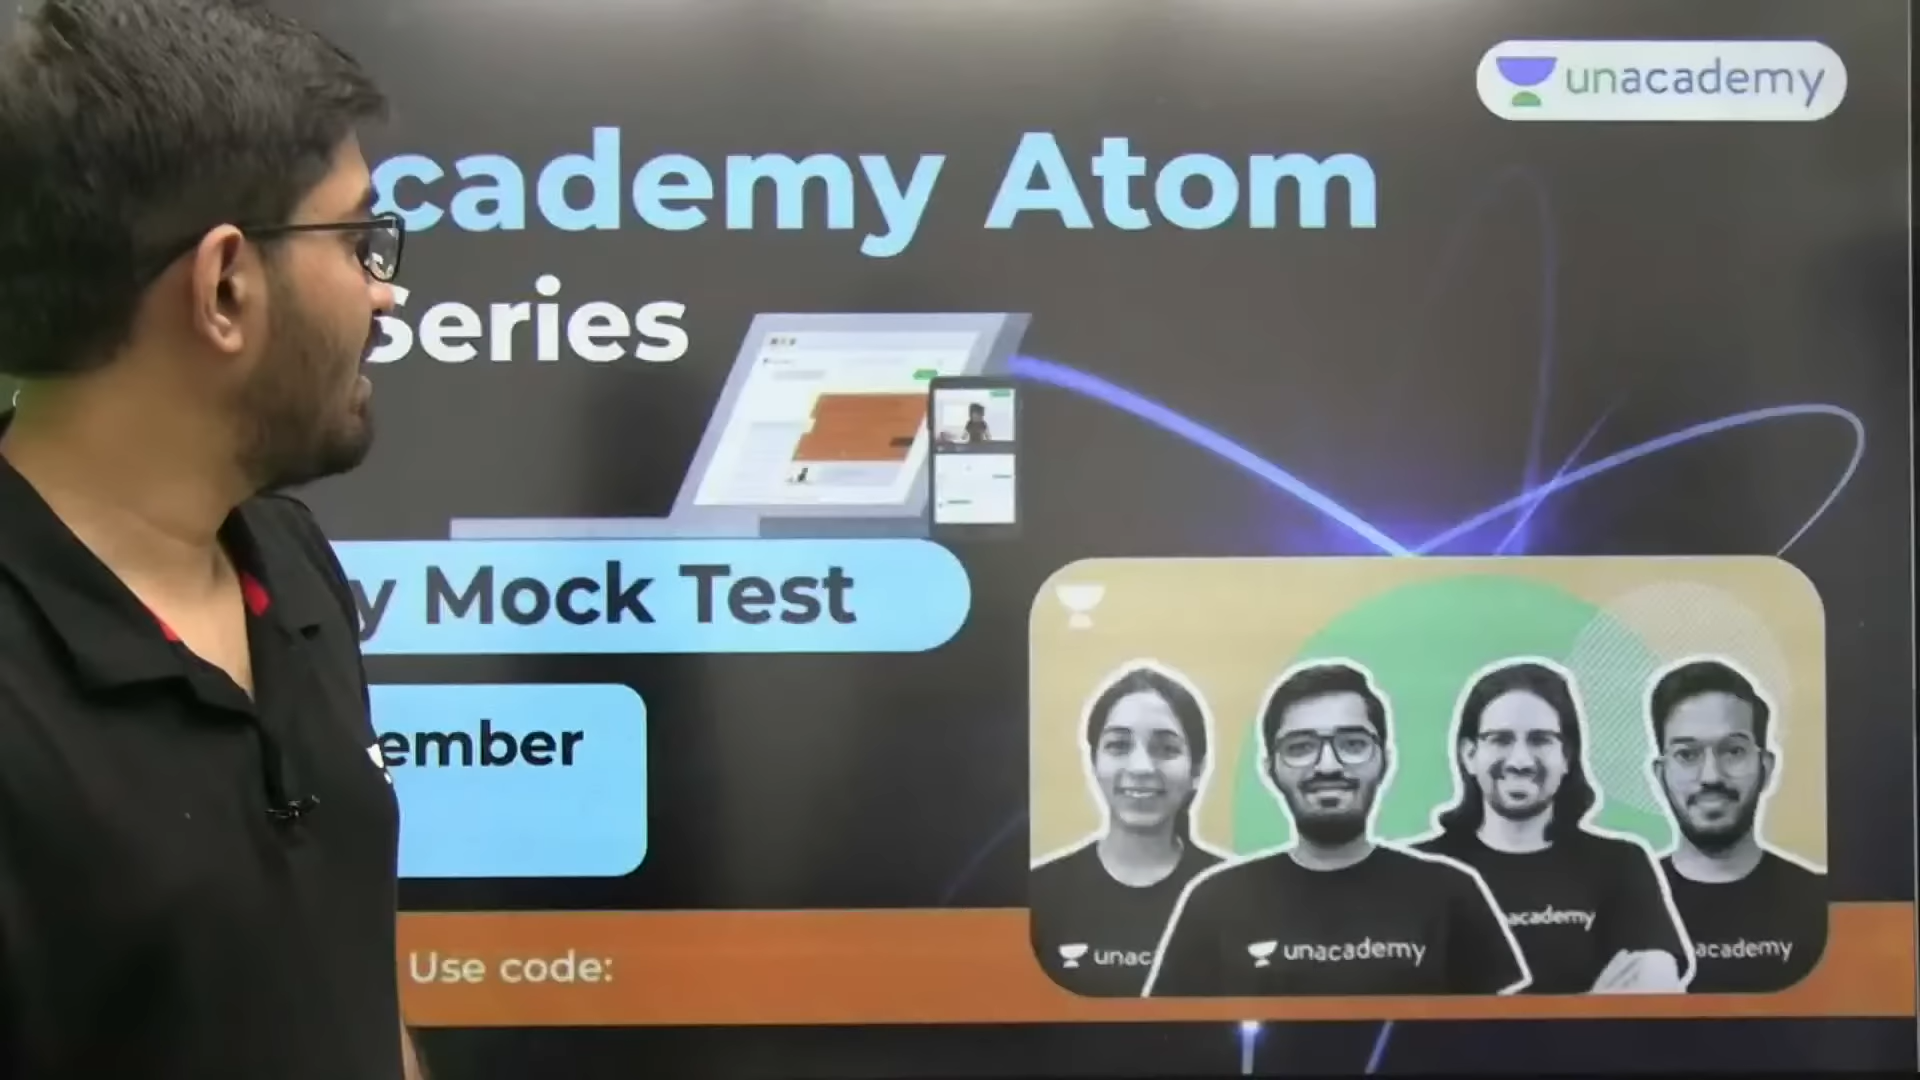 unacademy
cademy Atom
Series
y Mock Test
ember
Use code:
unac
unacademy
academy
academy